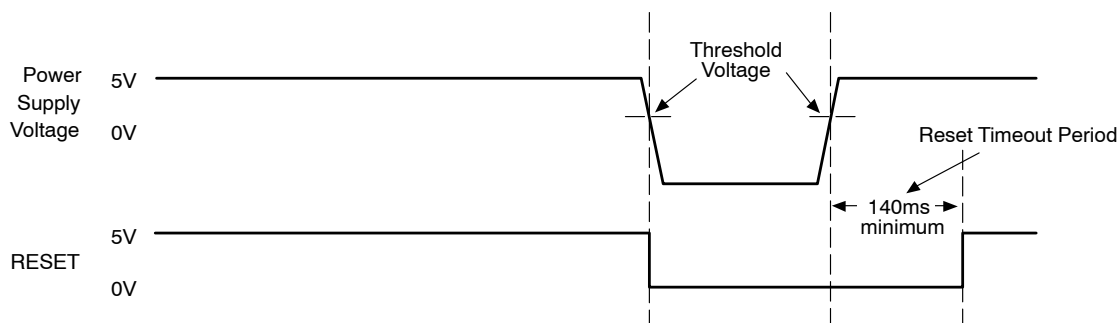 Threshold
Voltage
Power
Supply
Voltage
5V
0V
Reset Timeout Period
140ms
minimum
RESET
5V
0V